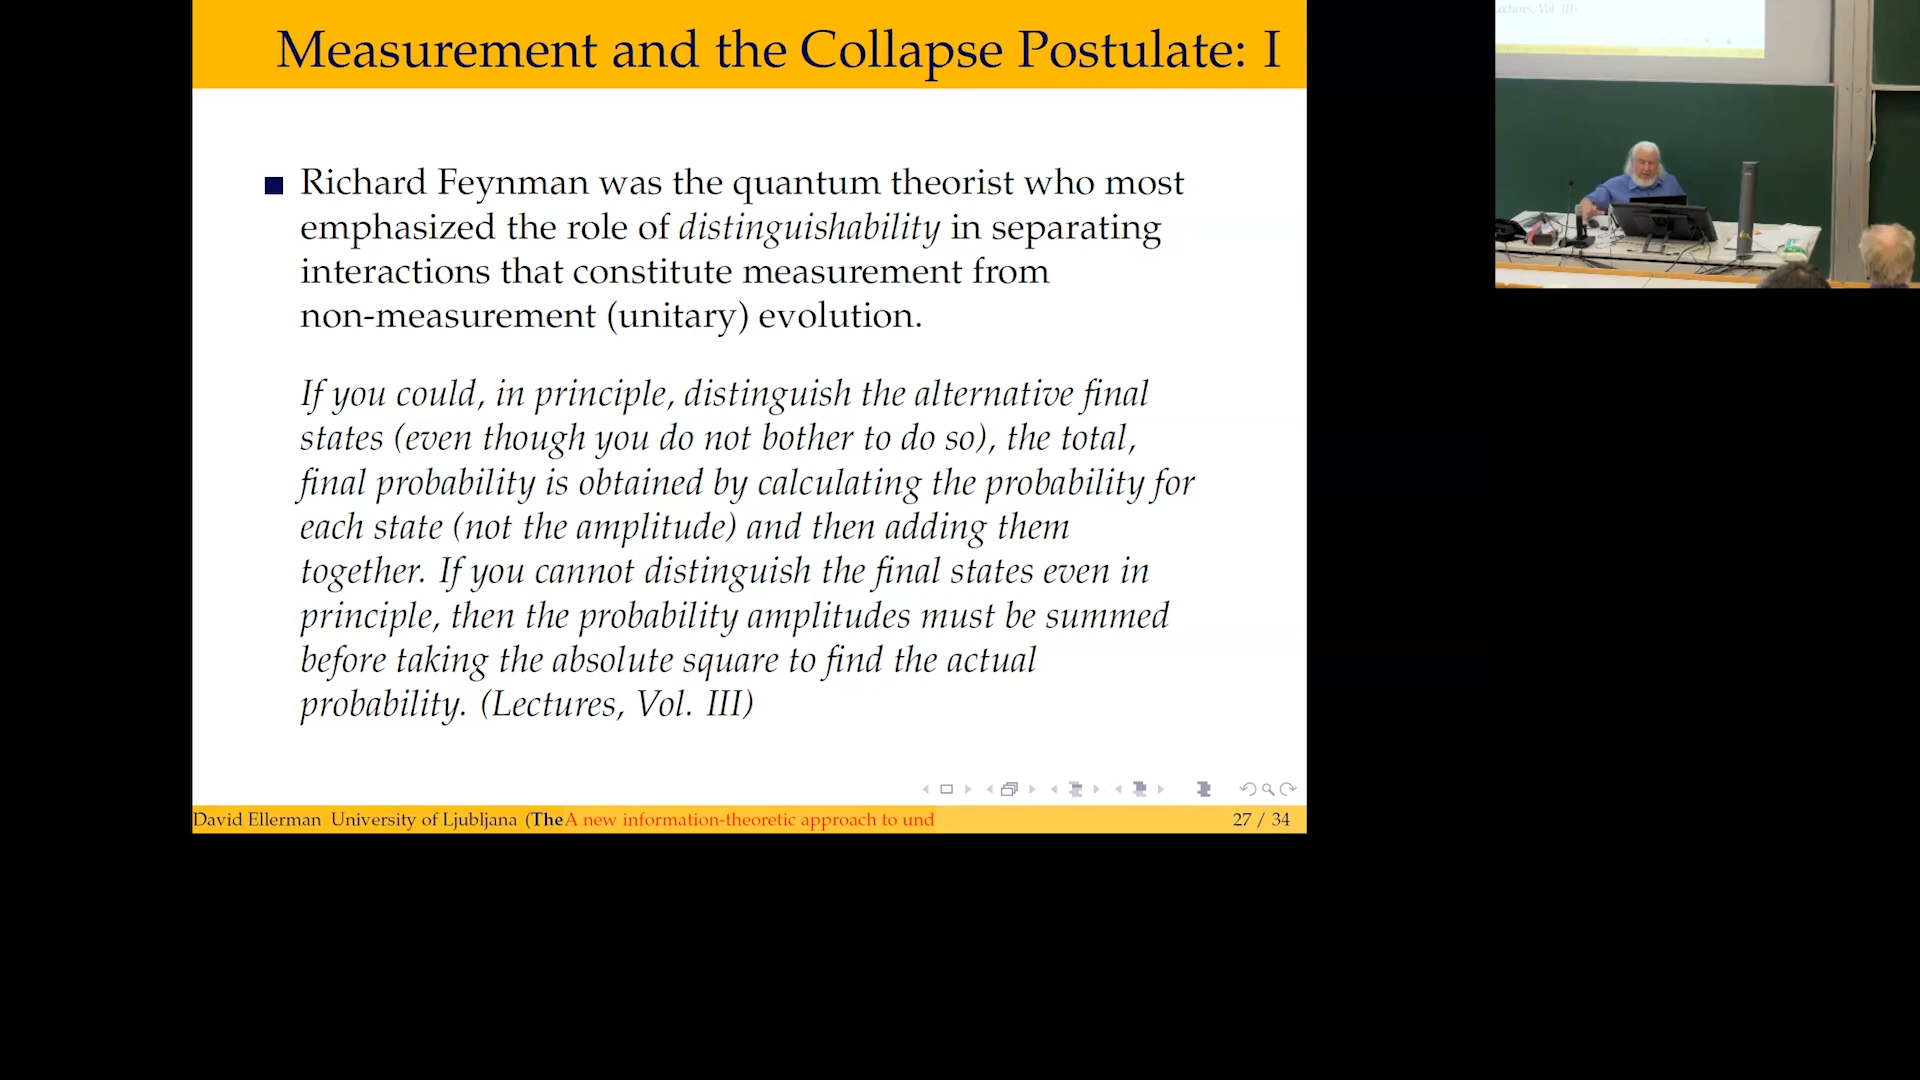 Measurement and the Collapse Postulate: I
Richard Feynman was the quantum theorist who most
emphasized the role of distinguishability in separating
interactions that constitute measurement from
non-measurement (unitary) evolution.
If you could, in principle, distinguish the alternative final
states (even though you do not bother to do so), the total,
final probability is obtained by calculating the probability for
each state (not the amplitude) and then adding them
together. If you cannot distinguish the final states even in
principle, then the probability amplitudes must be summed
before taking the absolute square to find the actual
probability. (Lectures, Vol. III)
David Ellerman University of Ljubljana (TheA new information-theoretic approach to und
27 / 34
Lectures, Vol. III)